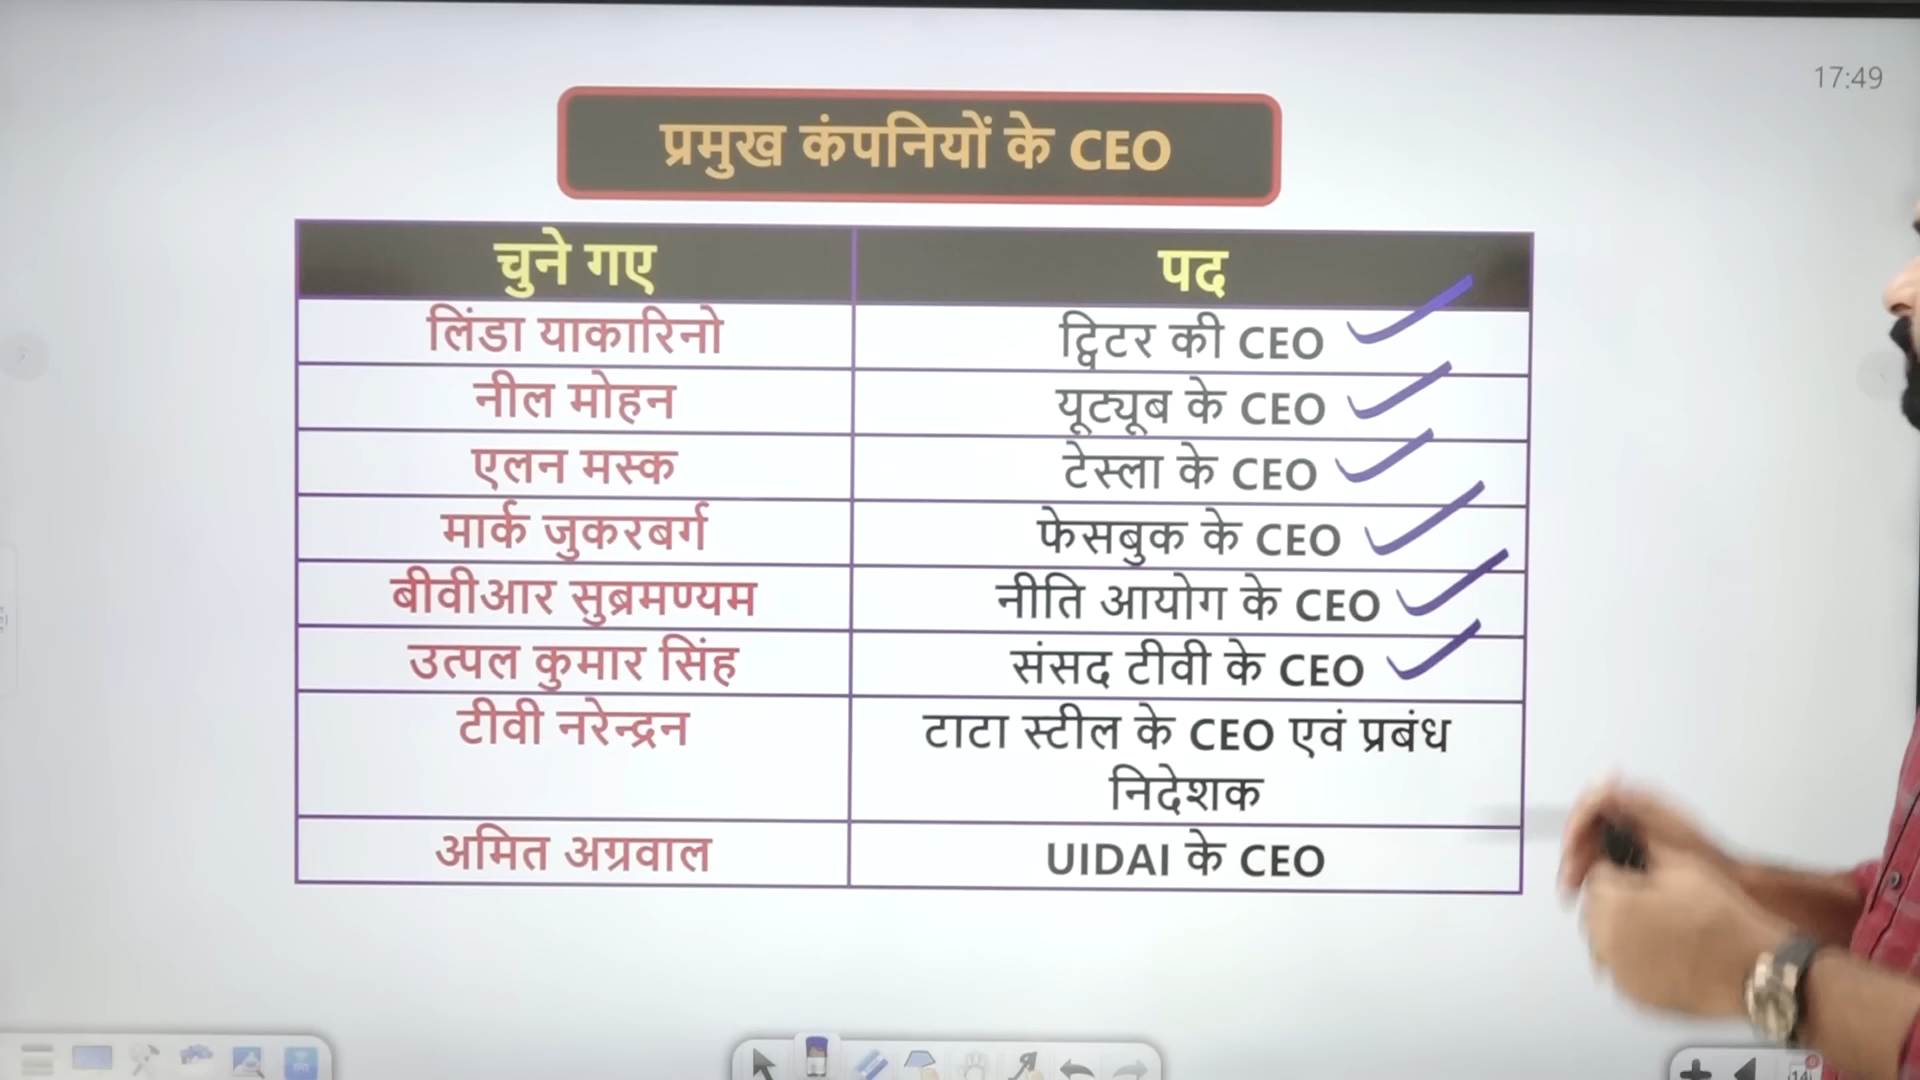 17:49
प्रमुख कंपनियों के CEO
चुने गए पद
लिंडा याकारिनो ट्विटर की CEO
नील मोहन यूट्यूब के CEO
एलन मस्क टेस्ला के CEO
मार्क जुकरबर्ग फेसबुक के CEO
बीवीआर सुब्रमण्यम नीति आयोग के CEO
उत्पल कुमार सिंह संसद टीवी के CEO
टीवी नरेन्द्रन टाटा स्टील के CEO एवं प्रबंध
निदेशक
अमित अग्रवाल UIDAI के CEO
14